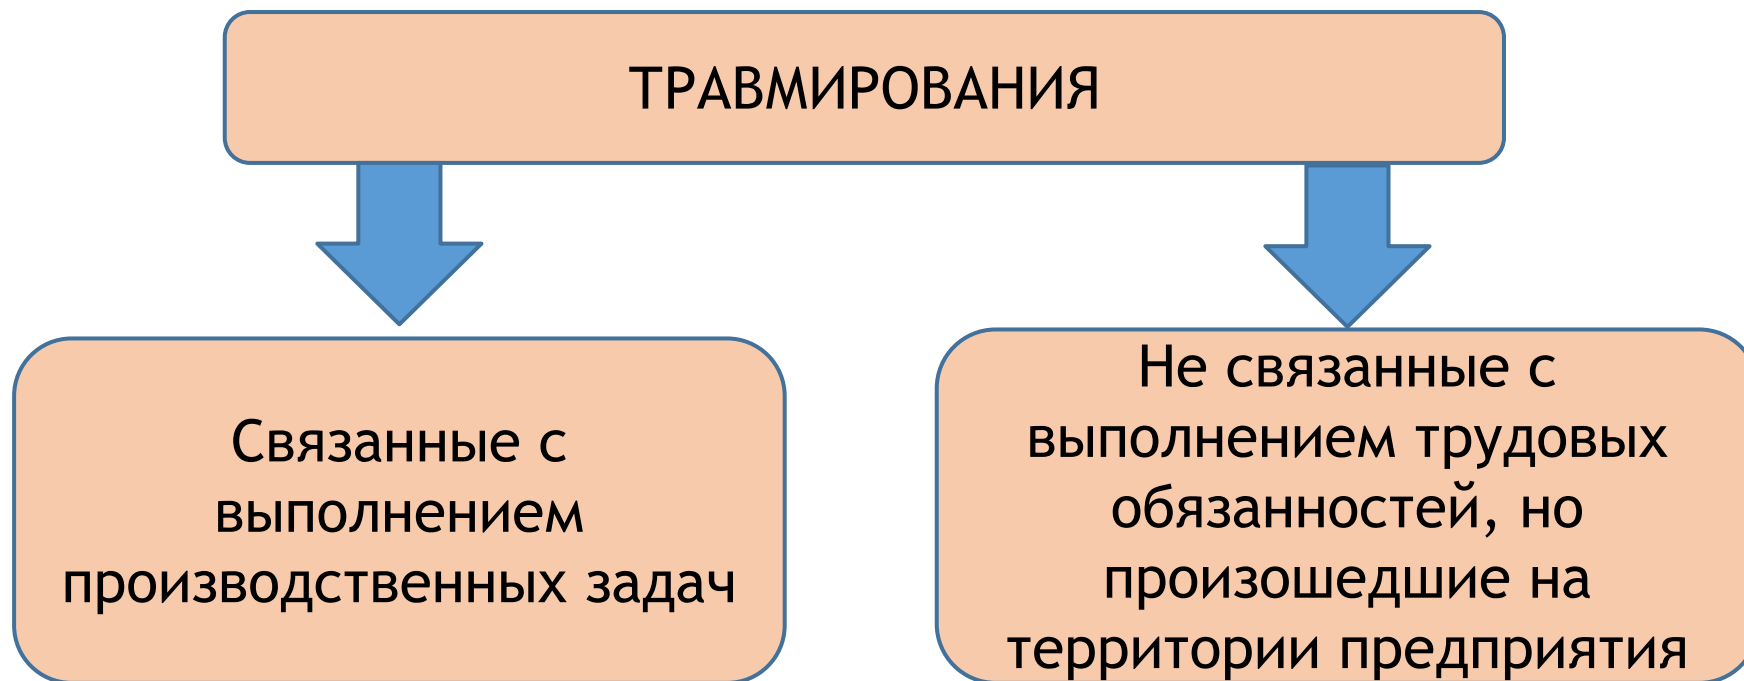 ТРАВМИРОВАНИЯ
Связанные с
выполнением
производственных задач
Не связанные с
выполнением трудовых
обязанностей, но
произошедшие на
территории предприятия